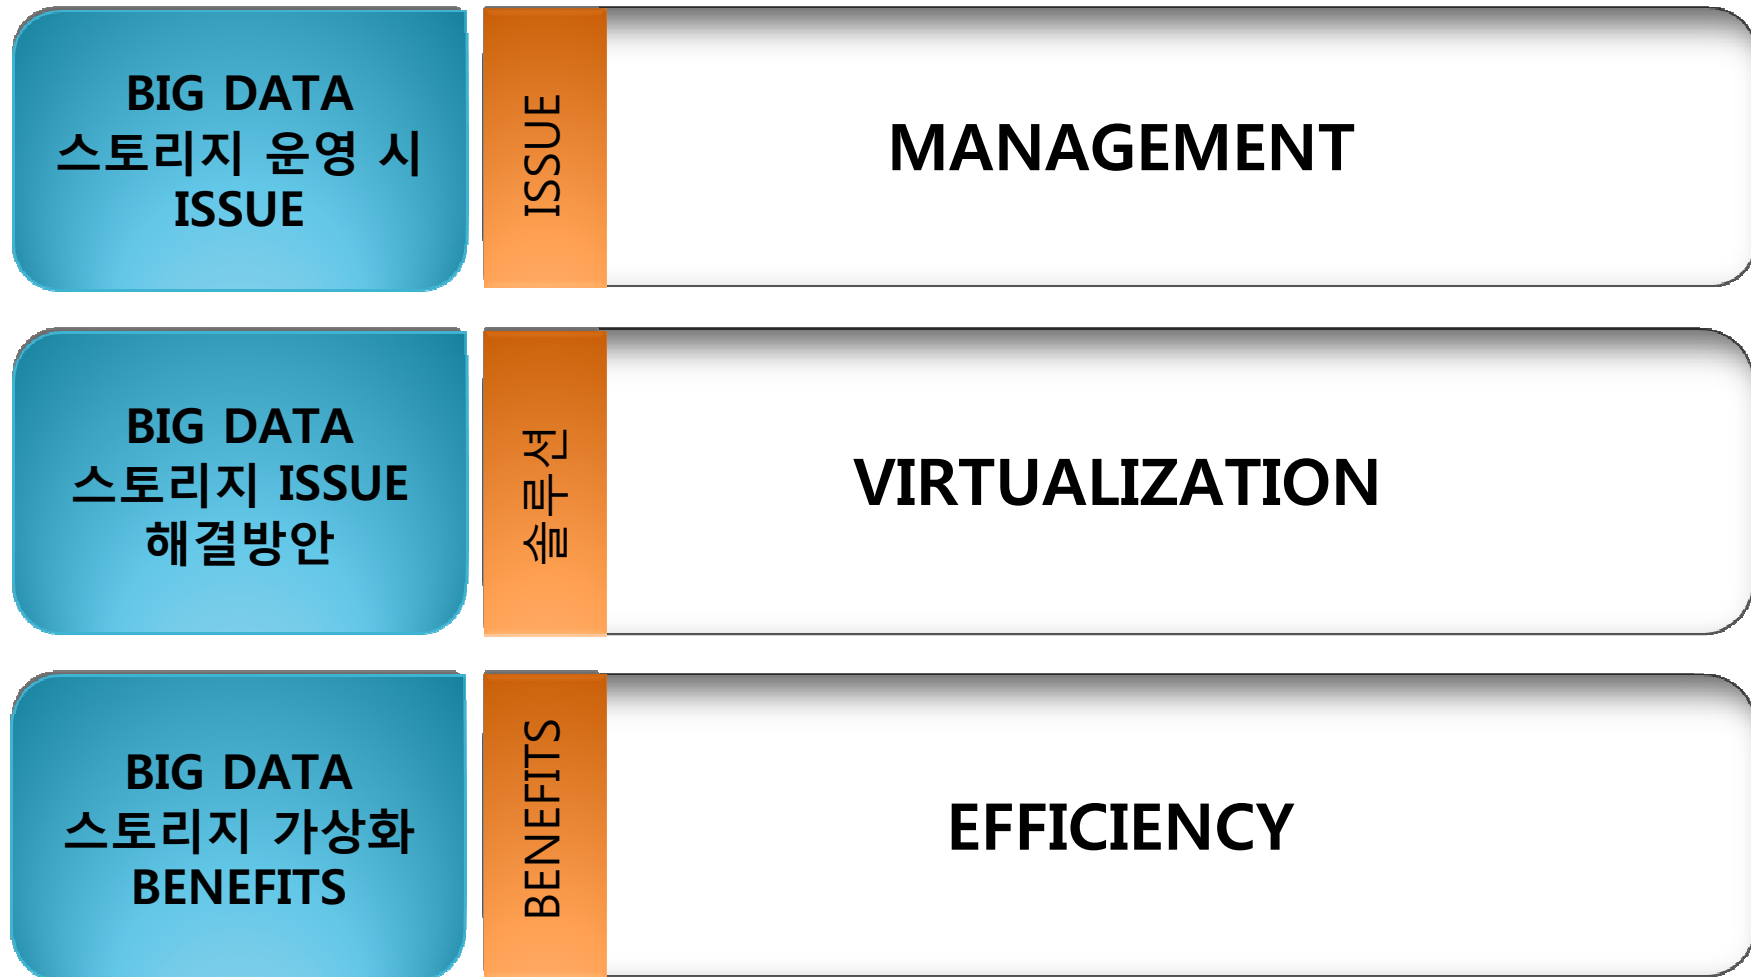 BIG DATA
스토리지 운영 시
ISSUE
ISSUE
MANAGEMENT
BIG DATA
스토리지 ISSUE
해결방안
솔루션
VIRTUALIZATION
BIG DATA
스토리지 가상화
BENEFITS
BENEFITS
EFFICIENCY